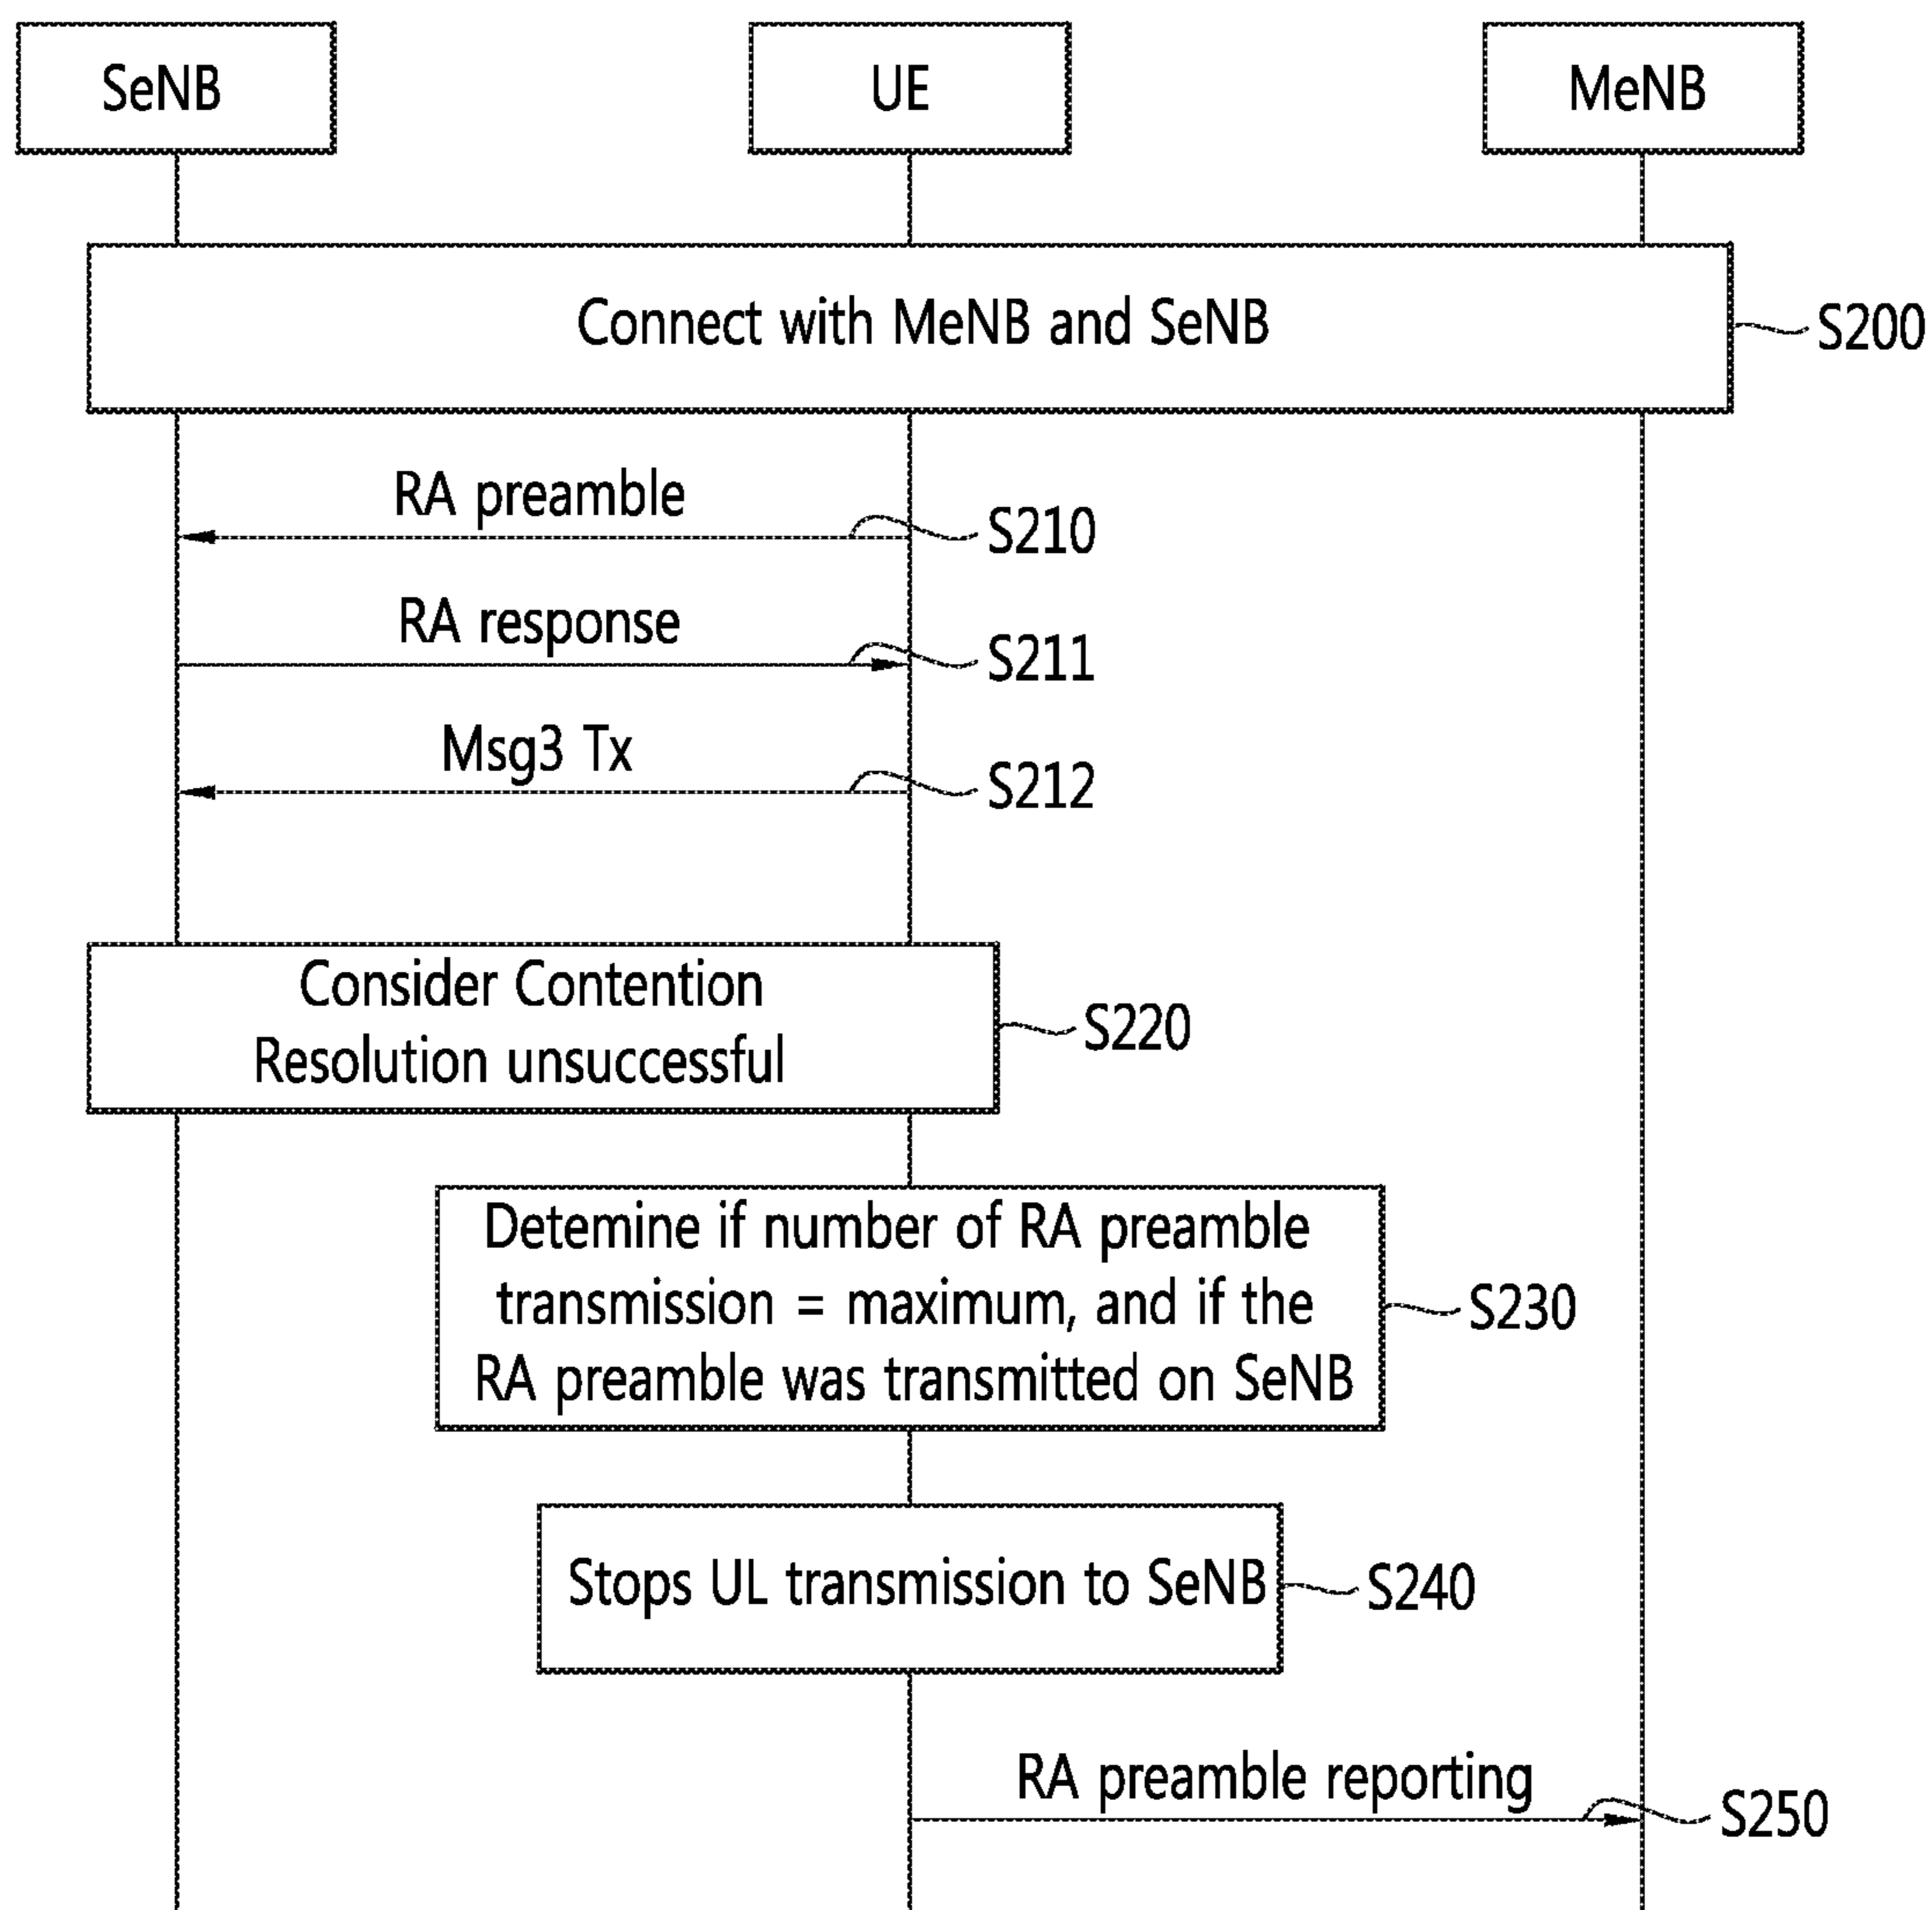 SeNB
UE
MeNB
Connect with MeNB and SeNB
S200
RA preamble
S210
RA response
S211
Msg3 Tx
S212
Consider Contention
Resolution unsuccessful
S220
Detemine if number of RA preamble
transmission = maximum, and if the
RA preamble was transmitted on SeNB
S230
Stops UL transmission to SeNB
S240
RA preamble reporting
S250